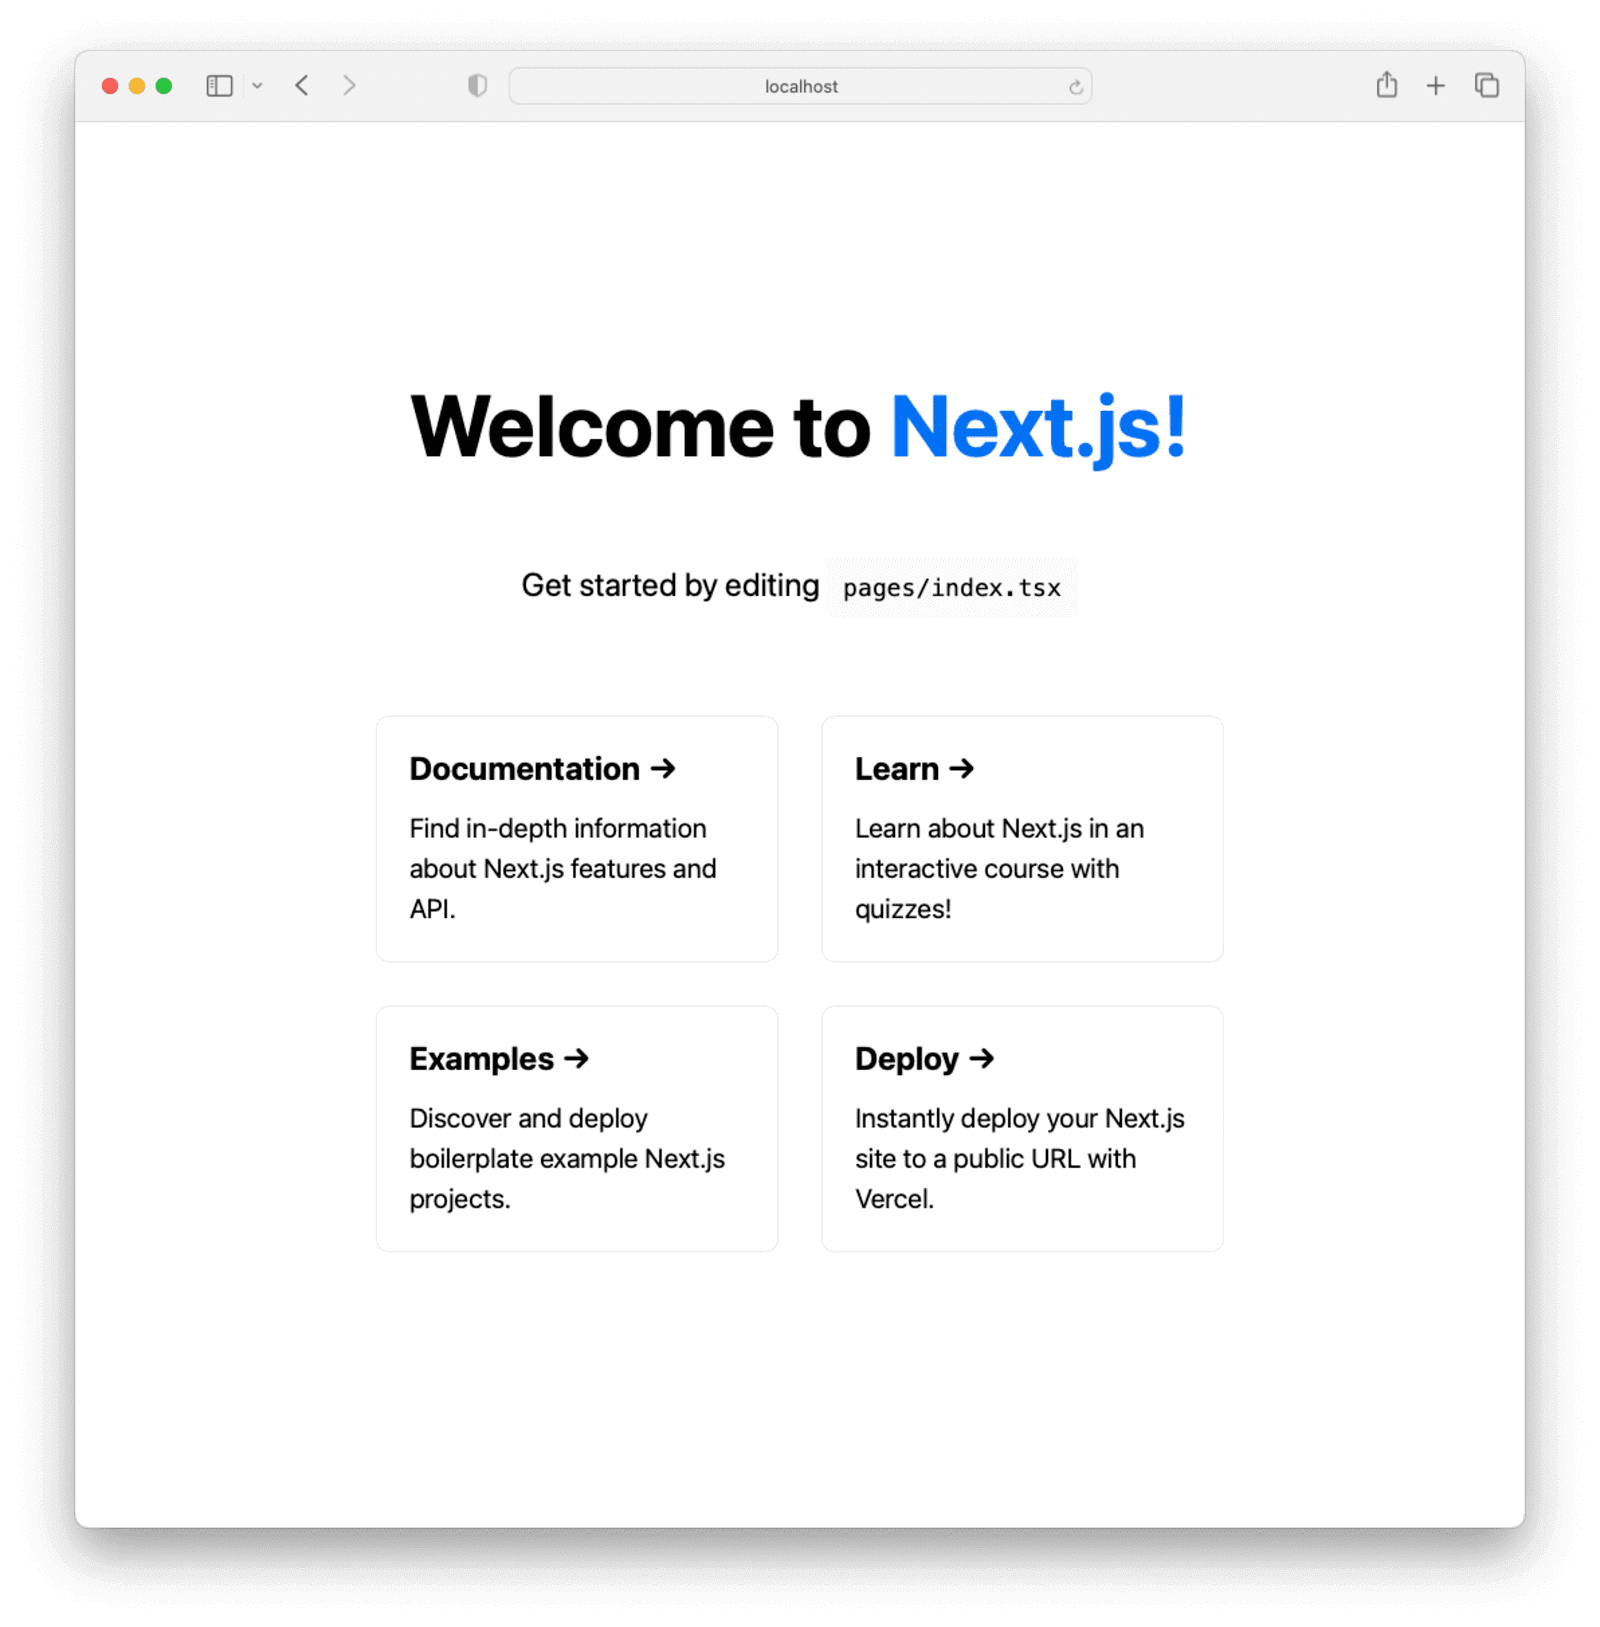 localhost
Welcome to Next.js!
Get started by editing pages/index.tsx
Documentation →
Find in-depth information
about Next.js features and
API.
Learn →
Learn about Next.js in an
interactive course with
quizzes!
Examples →
Discover and deploy
boilerplate example Next.js
projects.
Deploy →
Instantly deploy your Next.js
site to a public URL with
Vercel.